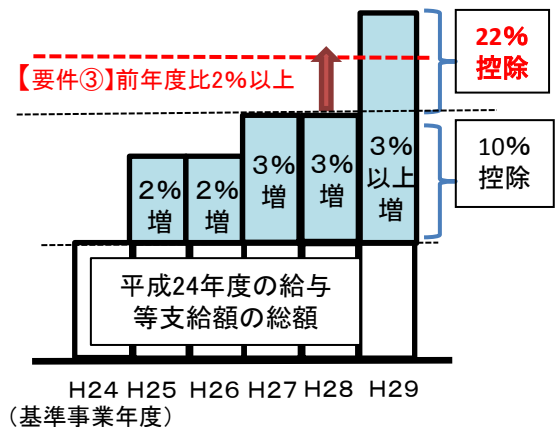 22%
控除
【要件③】前年度比2%以上
10%
控除
2%
増
2%
増
3%
増
3%
増
3%
以上
増
平成24年度の給与
等支給額の総額
H24 H25 H26 H27 H28 H29
(基準事業年度)